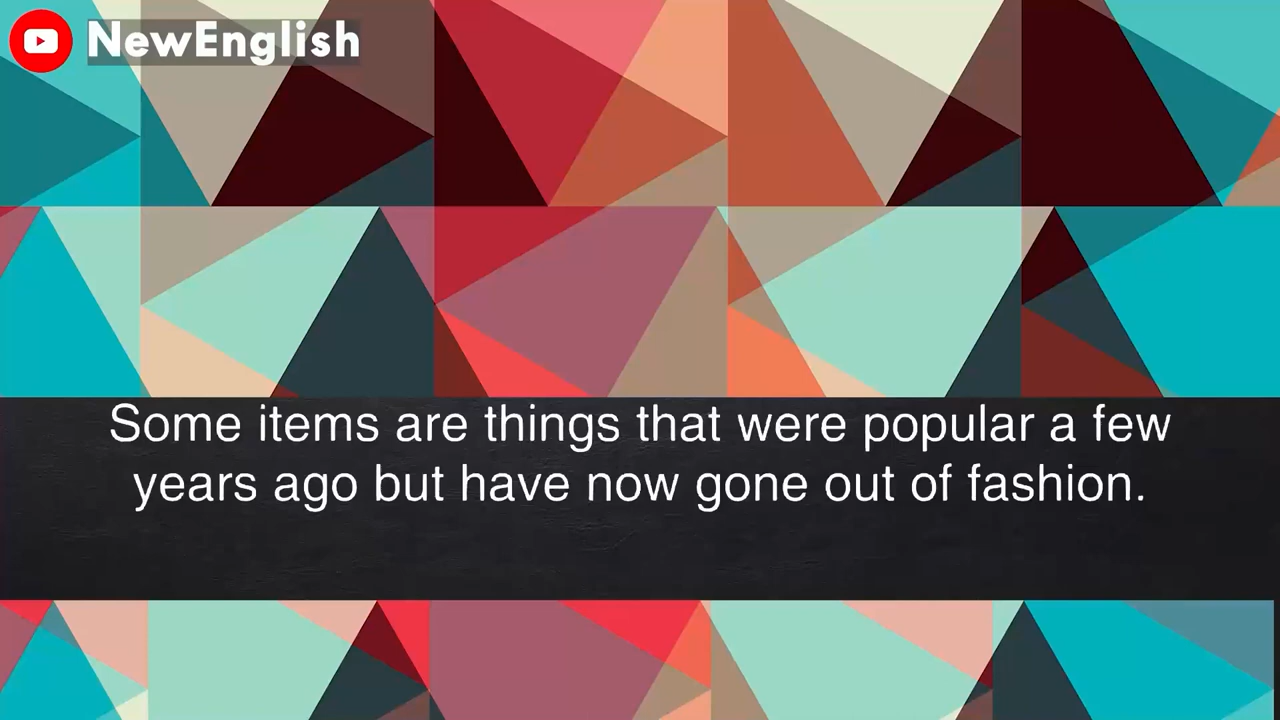 NewEnglish
Some items are things that were popular a few
years ago but have now gone out of fashion.